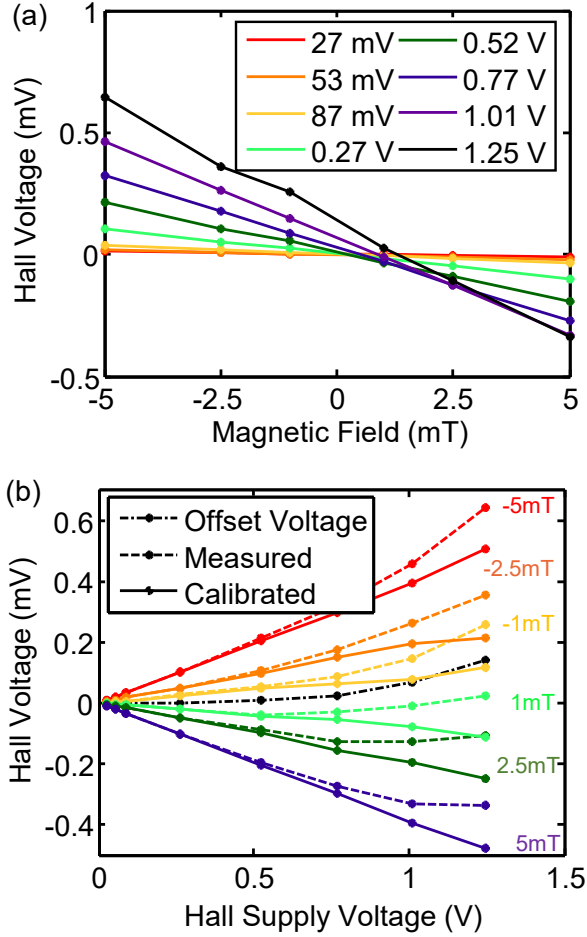 (a)
1
0.5
0
-0.5
Hall Voltage (mV)
27 mV 0.52 V
53 mV 0.77 V
87 mV 1.01 V
0.27 V 1.25 V
-5 -2.5 0 2.5 5
Magnetic Field (mT)
(b)
0.6
0.4
0.2
0
-0.2
-0.4
Hall Voltage (mV)
Offset Voltage
Measured
Calibrated
-5mT
-2.5mT
-1mT
1mT
2.5mT
5mT
0 0.5 1.0 1.5
Hall Supply Voltage (V)